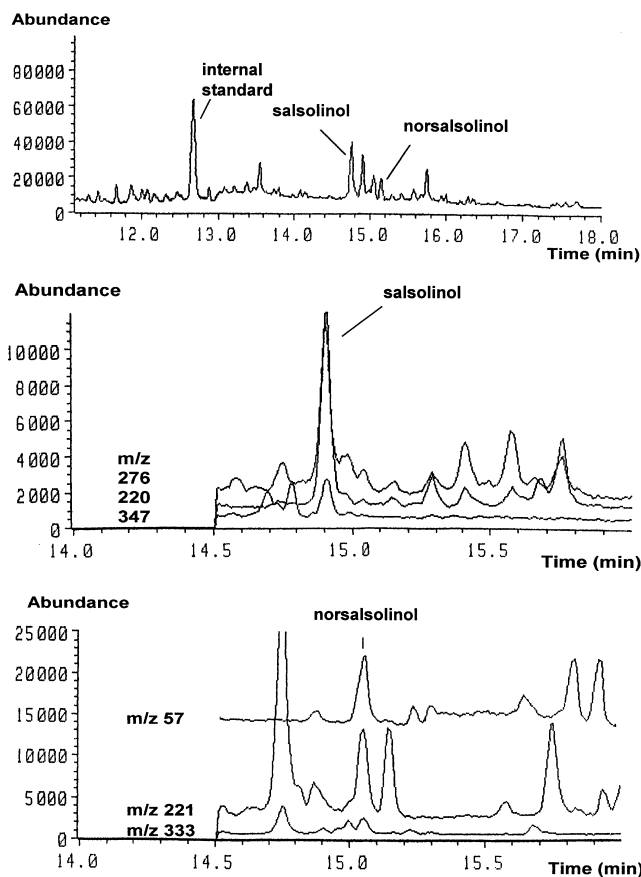 Abundance
80000
60000
40000
20000
0
internal
standard
salsolinol
norsalsolinol
12.0 13.0 14.0 15.0 16.0 17.0 18.0
Time (min)
Abundance
salsolinol
10000
8000
6000
4000
2000
0
m/z
276
220
347
14.0 14.5 15.0 15.5
Time (min)
Abundance
norsalsolinol
25000
20000
15000
10000
5000
0
m/z 57
m/z 221
m/z 333
14.0 14.5 15.0 15.5
Time (min)